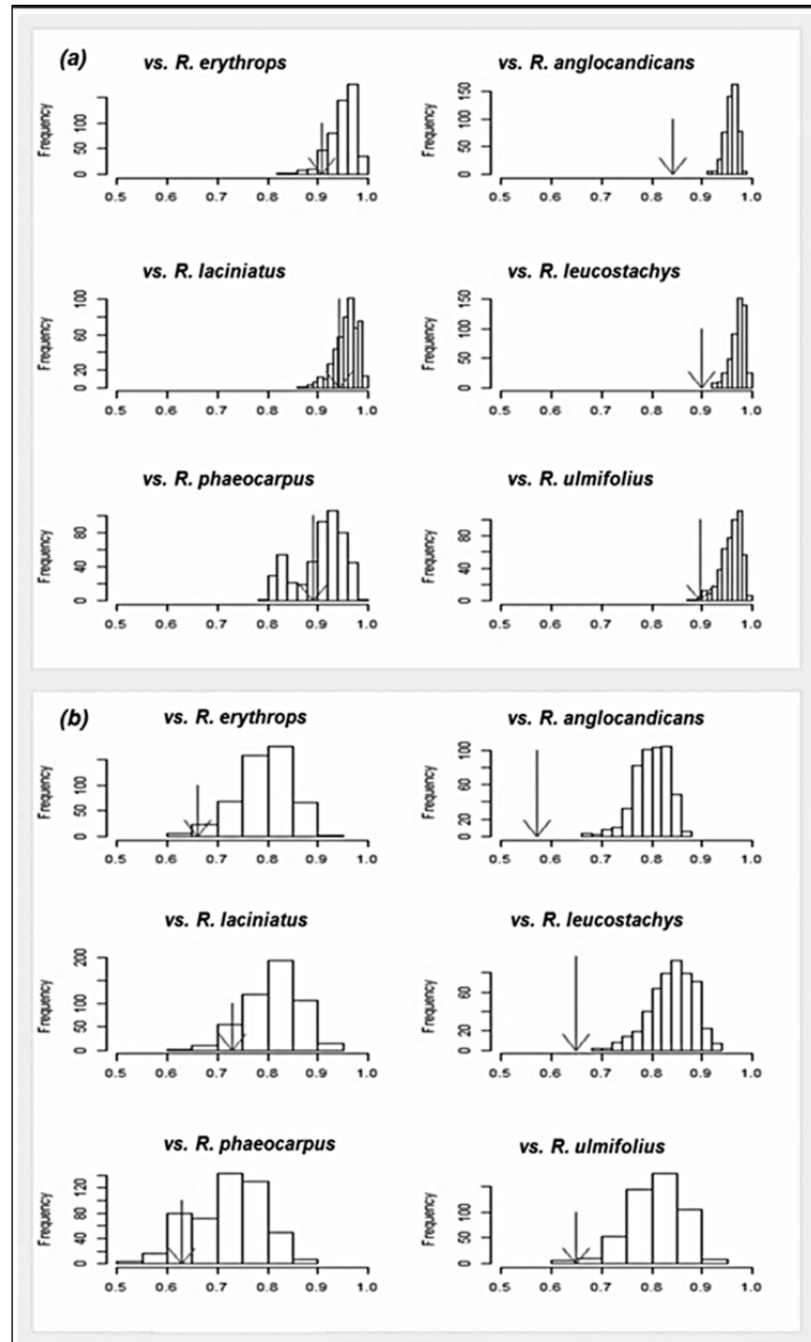 (a)
vs. R. erythrops
vs. R. anglocandicans
Frequency
0 50 100
0.5 0.6 0.7 0.8 0.9 1.0
Frequency
0 50 100 150
0.5 0.6 0.7 0.8 0.9 1.0
vs. R. laciniatus
vs. R. leucostachys
Frequency
0 20 60 100
0.5 0.6 0.7 0.8 0.9 1.0
Frequency
0 50 100 150
0.5 0.6 0.7 0.8 0.9 1.0
vs. R. phaeocarpus
vs. R. ulmifolius
Frequency
0 40 80
0.5 0.6 0.7 0.8 0.9 1.0
Frequency
0 40 80
0.5 0.6 0.7 0.8 0.9 1.0
(b)
vs. R. erythrops
vs. R. anglocandicans
Frequency
0 50 100
0.5 0.6 0.7 0.8 0.9 1.0
Frequency
0 20 60 100
0.5 0.6 0.7 0.8 0.9 1.0
vs. R. laciniatus
vs. R. leucostachys
Frequency
0 50 100 200
0.5 0.6 0.7 0.8 0.9 1.0
Frequency
0 20 60
0.5 0.6 0.7 0.8 0.9 1.0
vs. R. phaeocarpus
vs. R. ulmifolius
Frequency
0 40 80 120
0.5 0.6 0.7 0.8 0.9 1.0
Frequency
0 50 100
0.5 0.6 0.7 0.8 0.9 1.0